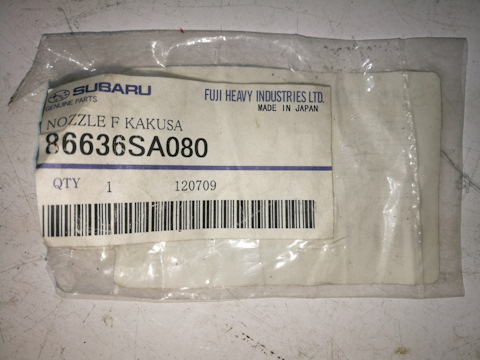 SUBARU
GENUINE PARTS
FUJI HEAVY INDUSTRIES LTD.
MADE IN JAPAN
NOZZLE F KAKUSA
86636SA080
QTY 1 120709